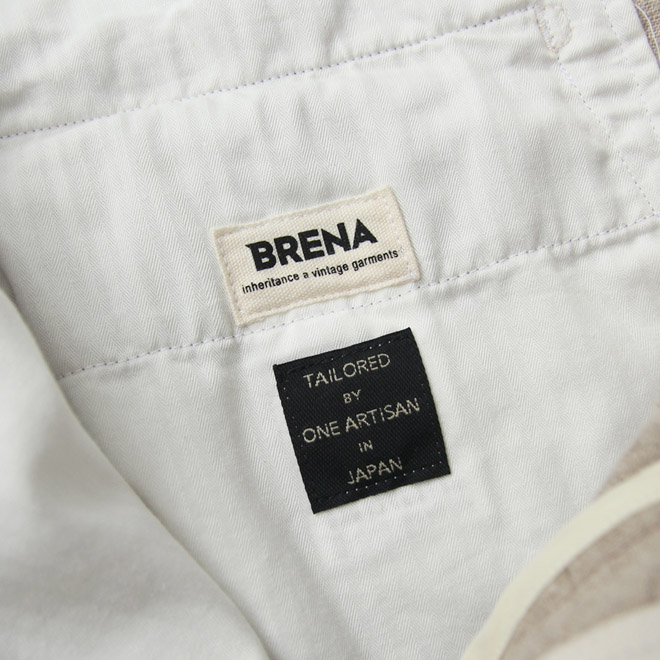 BRENA
inheritance a vintage garments
TAILORED
BY
ONE ARTISAN
IN
JAPAN